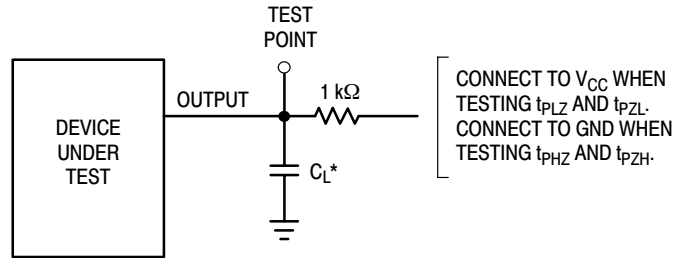 TEST
POINT
DEVICE
UNDER
TEST
OUTPUT
1 kΩ
C_L*
CONNECT TO V_CC WHEN
TESTING t_PLZ AND t_PZL.
CONNECT TO GND WHEN
TESTING t_PHZ AND t_PZH.